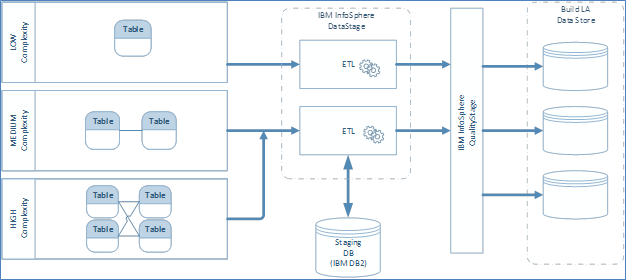 LOW
Complexity
Table
MEDIUM
Complexity
Table
Table
HIGH
Complexity
Table
Table
Table
Table
IBM InfoSphere
DataStage
ETL
ETL
Staging
DB
(IBM DB2)
IBM InfoSphere
QualityStage
Build LA
Data Store